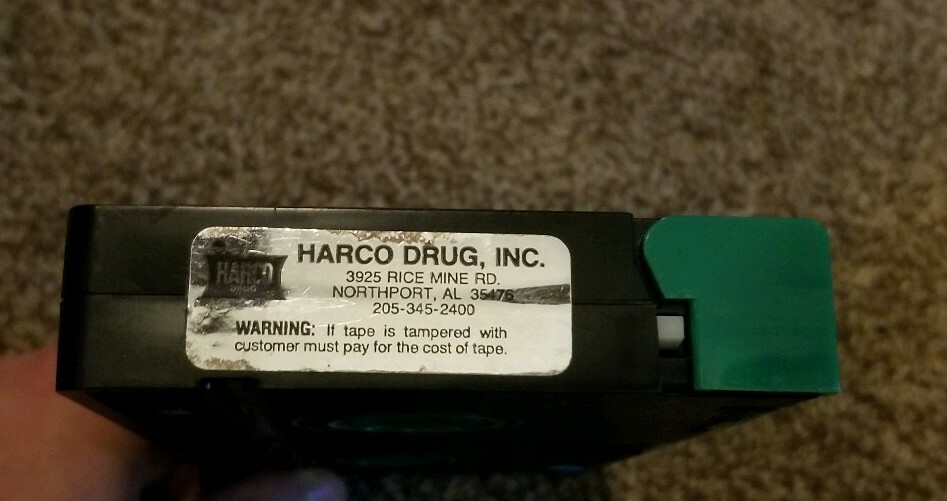 HARCO
DRUG
HARCO DRUG, INC.
3925 RICE MINE RD.
NORTHPORT, AL 35476
205-345-2400
WARNING: If tape is tampered with
customer must pay for the cost of tape.